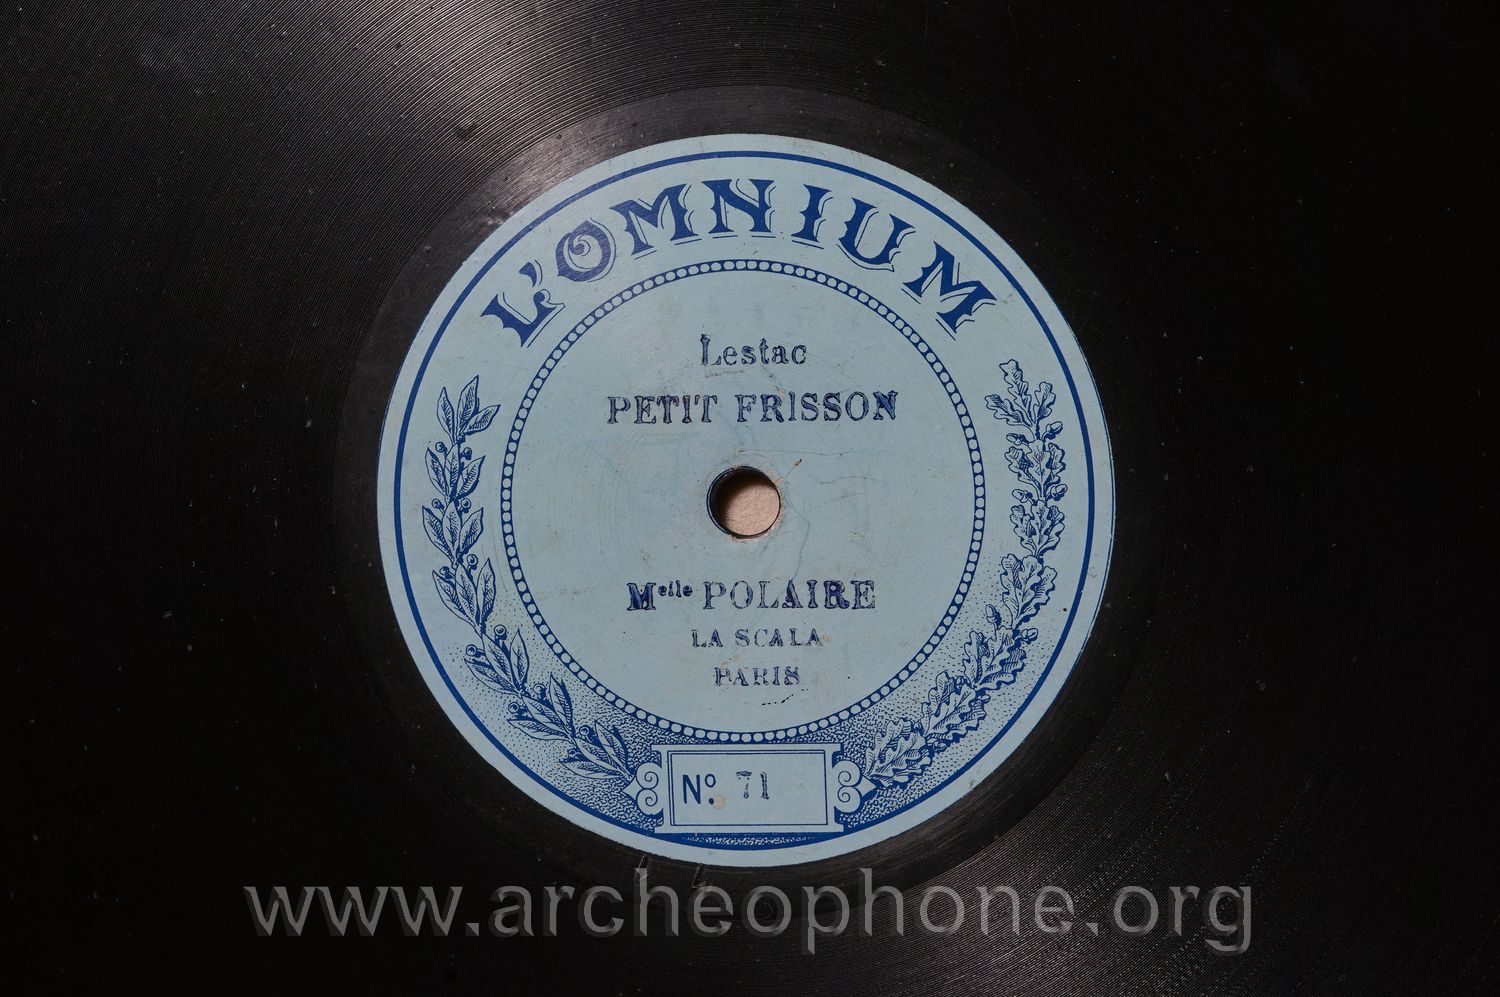 L'OMNIUM
Lestac
PETIT FRISSON
Melle POLAIRE
LA SCALA
PARIS
No. 71
www.archeophone.org